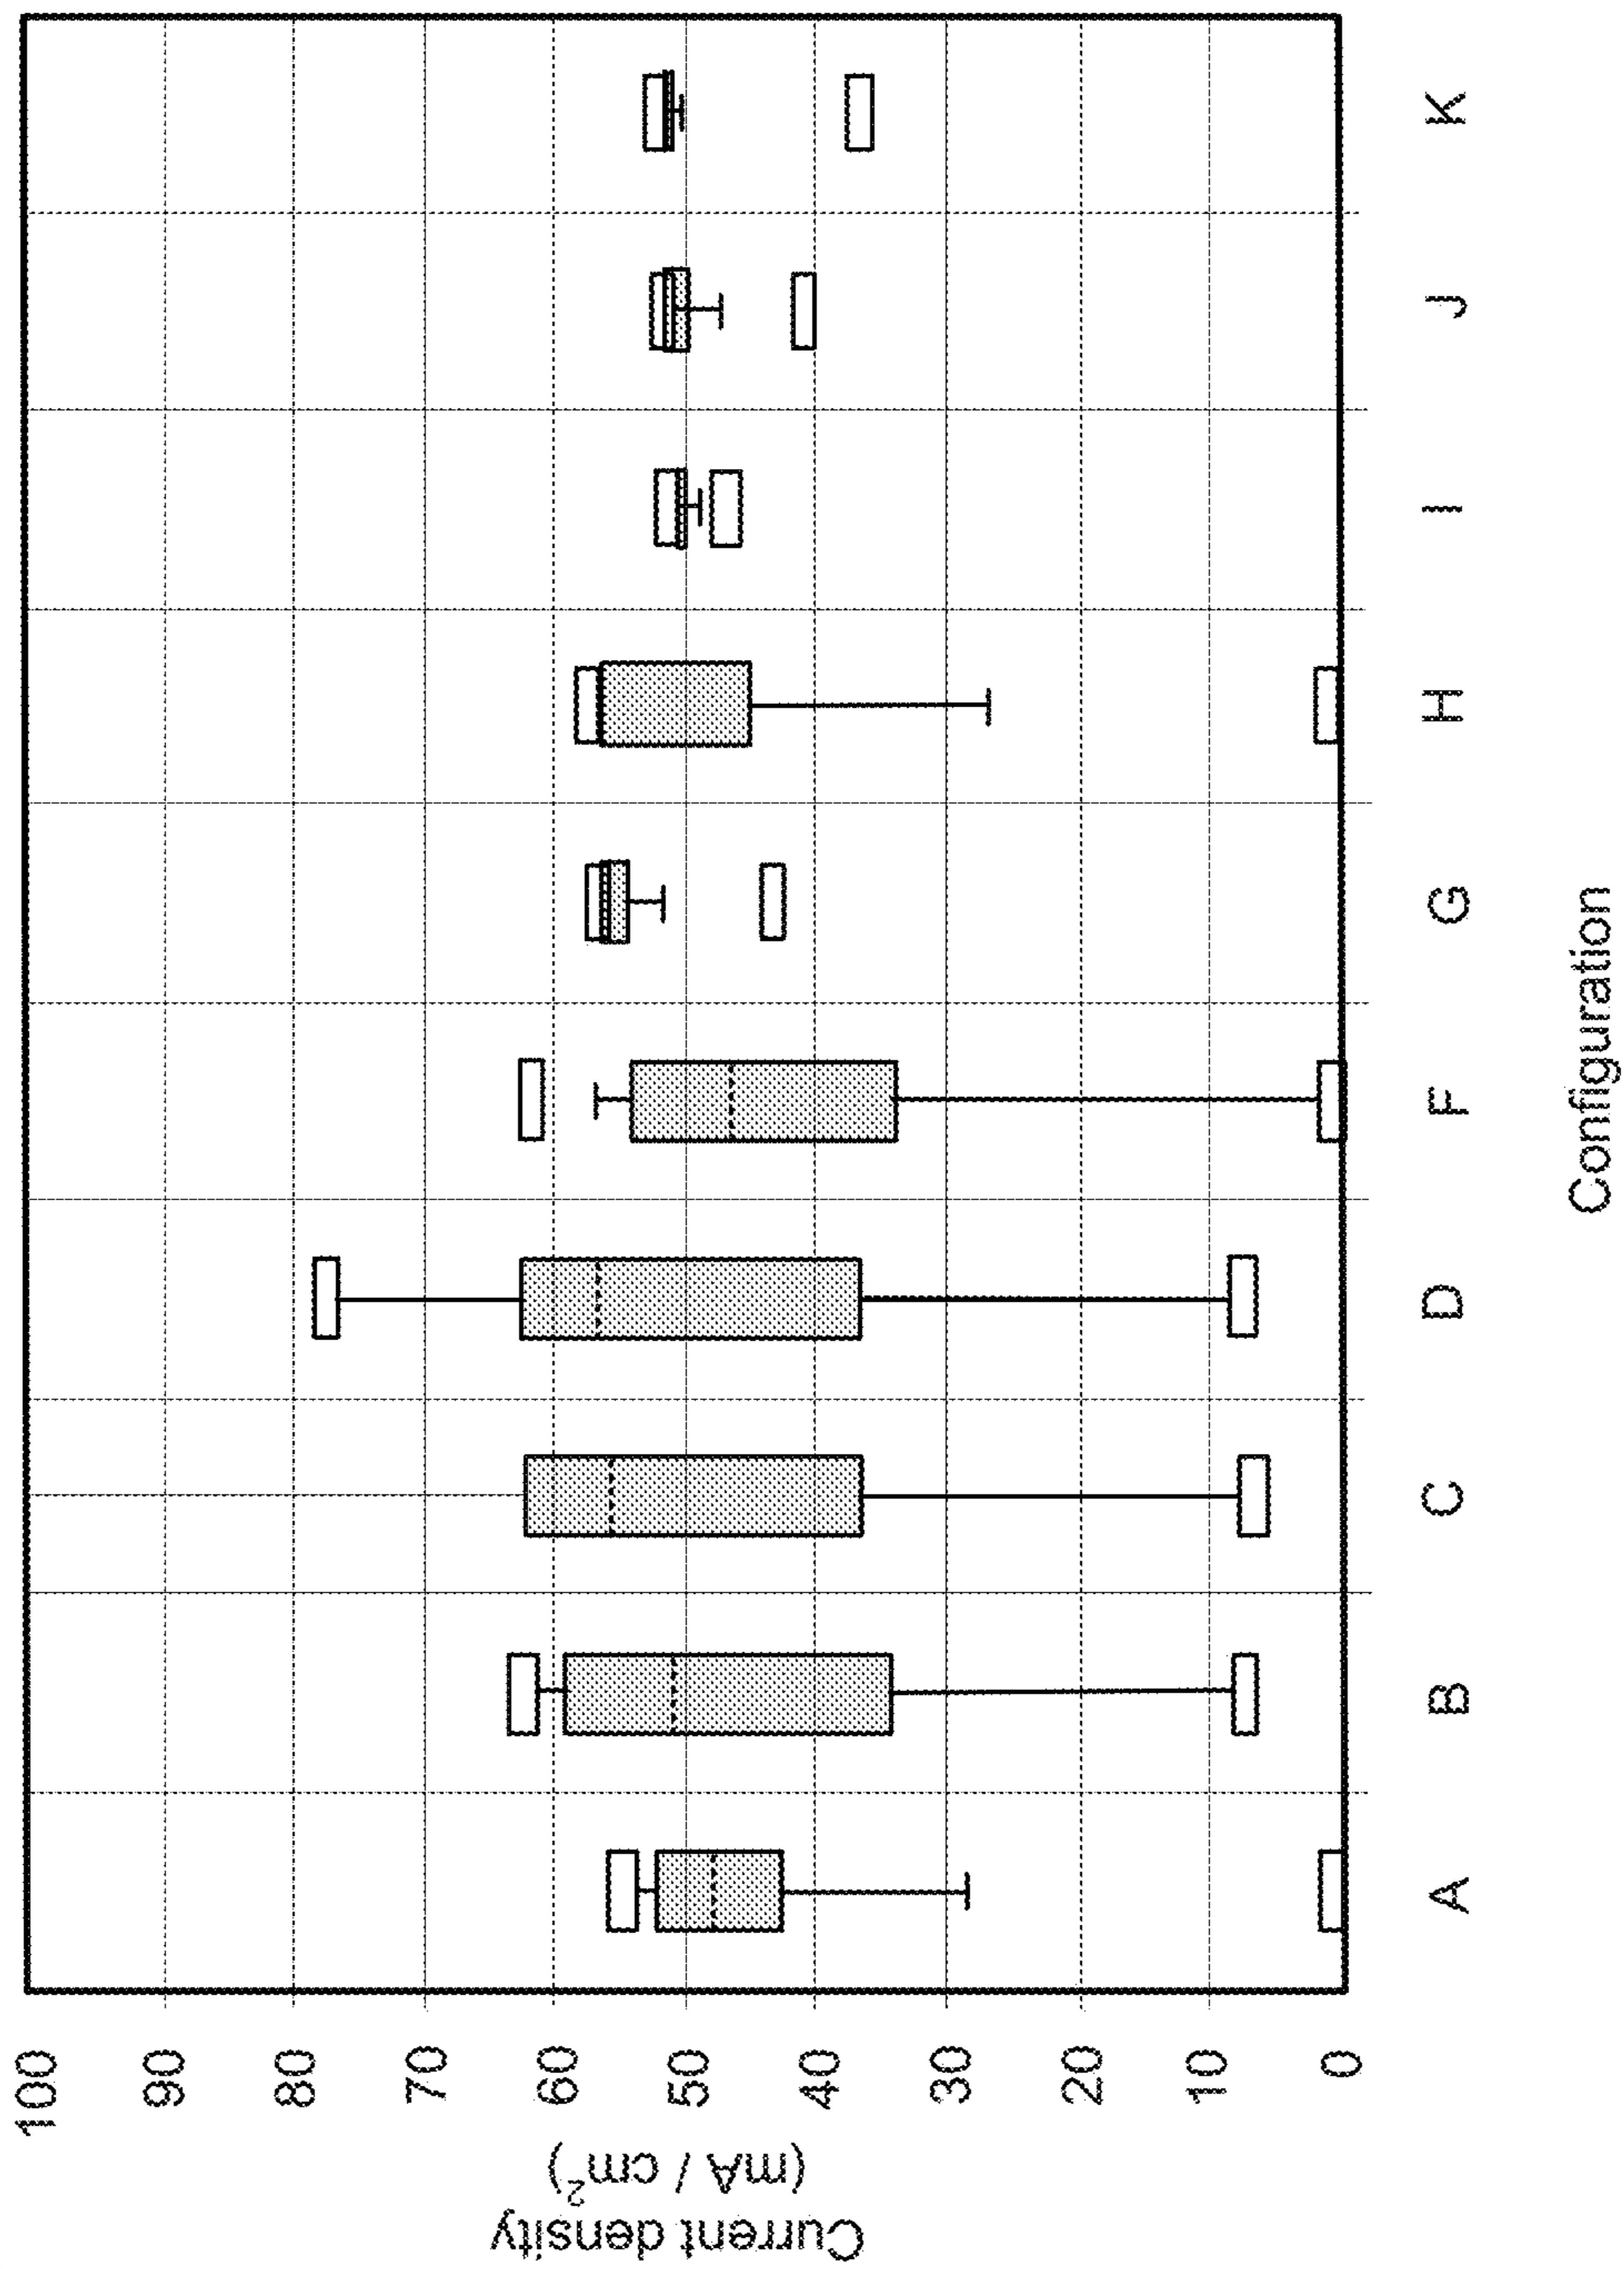 Current density
(mA / cm²)
100
90
80
70
60
50
40
30
20
10
0
A
B
C
D
F
G
H
I
J
K
Configuration